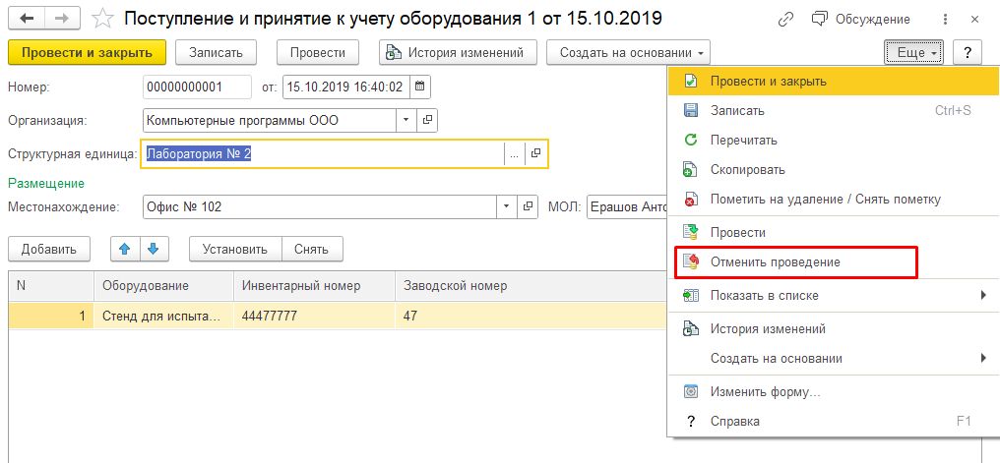 Поступление и принятие к учету оборудования 1 от 15.10.2019
Обсуждение
Провести и закрыть
Записать
Провести
История изменений
Создать на основании
Еще
?
Номер: 00000000001 от: 15.10.2019 16:40:02
Организация: Компьютерные программы ООО
Структурная единица: Лаборатория № 2 ...
Размещение
Местонахождение: Офис № 102 МОЛ: Ерашов Анто
Добавить
Установить
Снять
N Оборудование Инвентарный номер Заводской номер
1 Стенд для испыта... 44477777 47
Провести и закрыть
Записать Ctrl+S
Перечитать
Скопировать
Пометить на удаление / Снять пометку
Провести
Отменить проведение
Показать в списке
История изменений
Создать на основании
Изменить форму...
? Справка F1